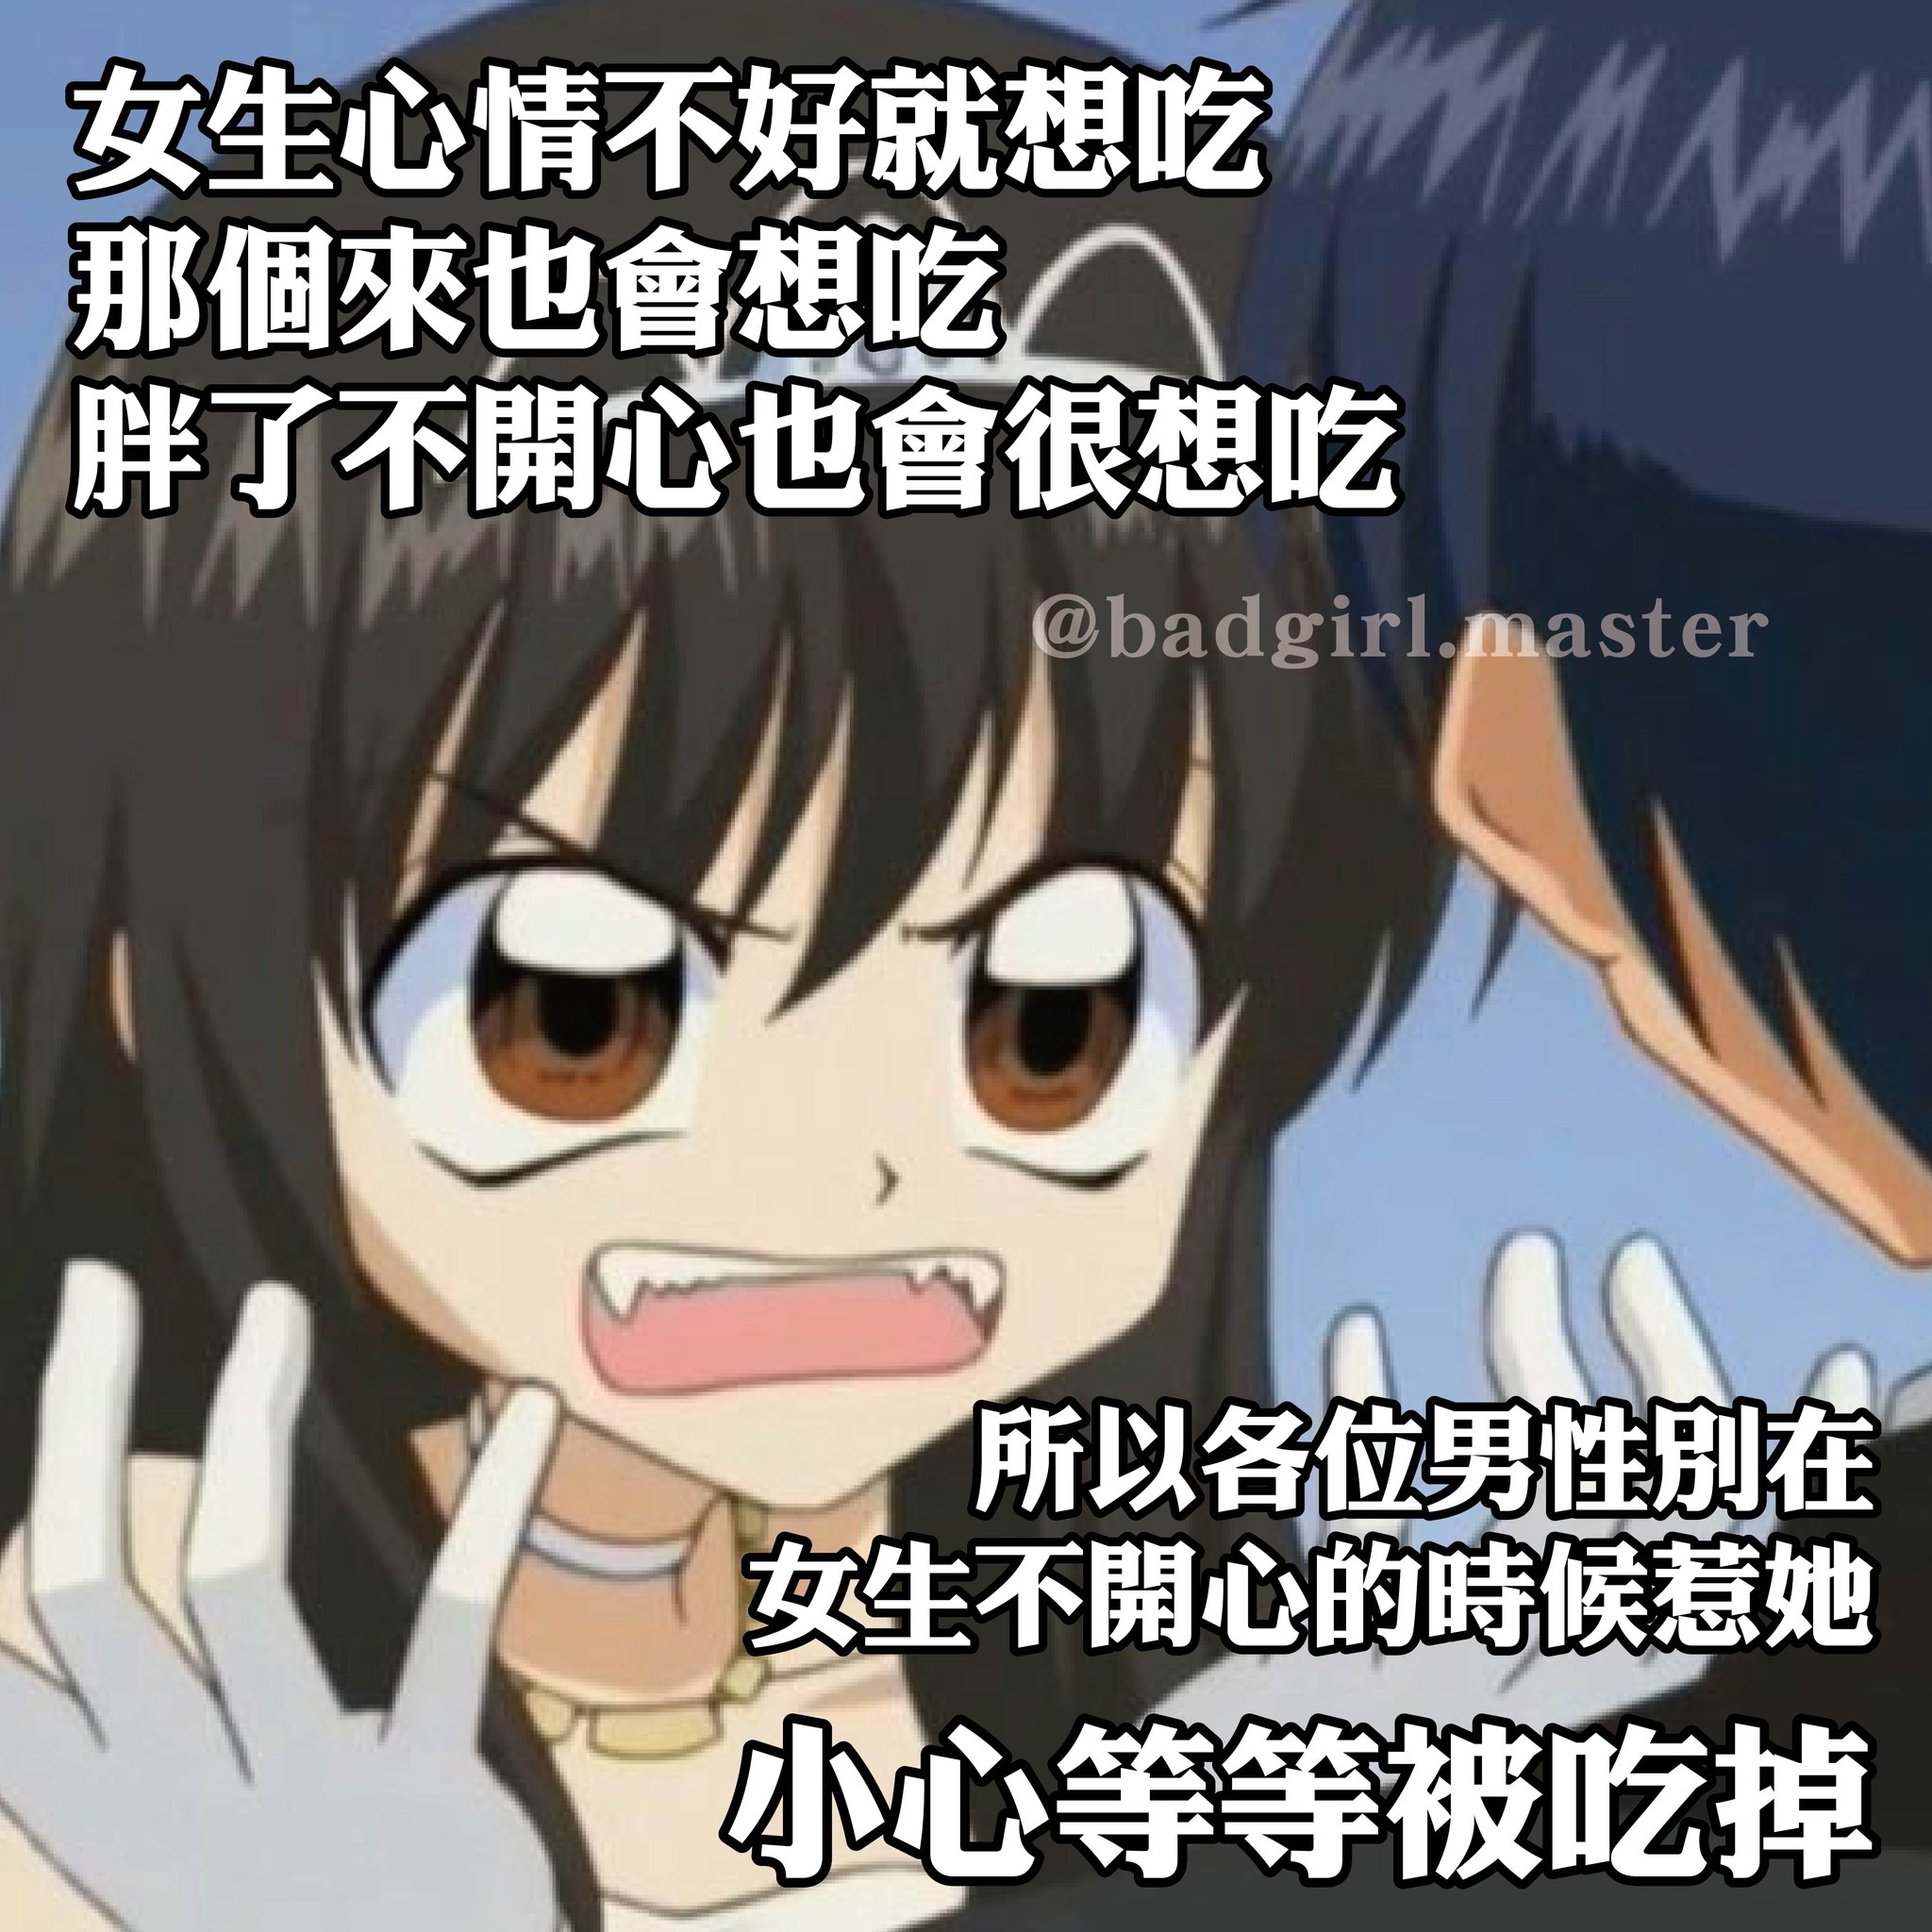 女生心情不好就想吃
那個來也會想吃
胖了不開心也會很想吃
@badgirl.master
所以各位男性別在
女生不開心的時候惹她
小心等等被吃掉